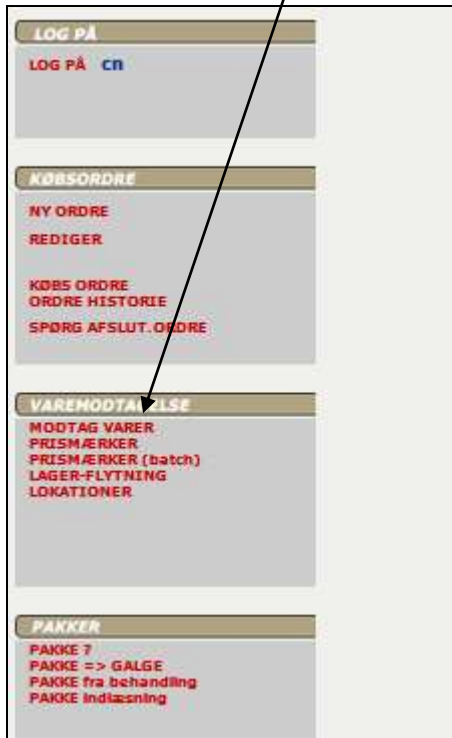 LOG PÅ
LOG PÅ cn
KØBSORDRE
NY ORDRE
REDIGER
KØBS ORDRE
ORDRE HISTORIE
SPØRG AFSLUT.ORDRE
VAREMODTAGELSE
MODTAG VARER
PRISMÆRKER
PRISMÆRKER (batch)
LAGER-FLYTNING
LOKATIONER
PAKKER
PAKKE ?
PAKKE => GALGE
PAKKE fra behandling
PAKKE indlæsning